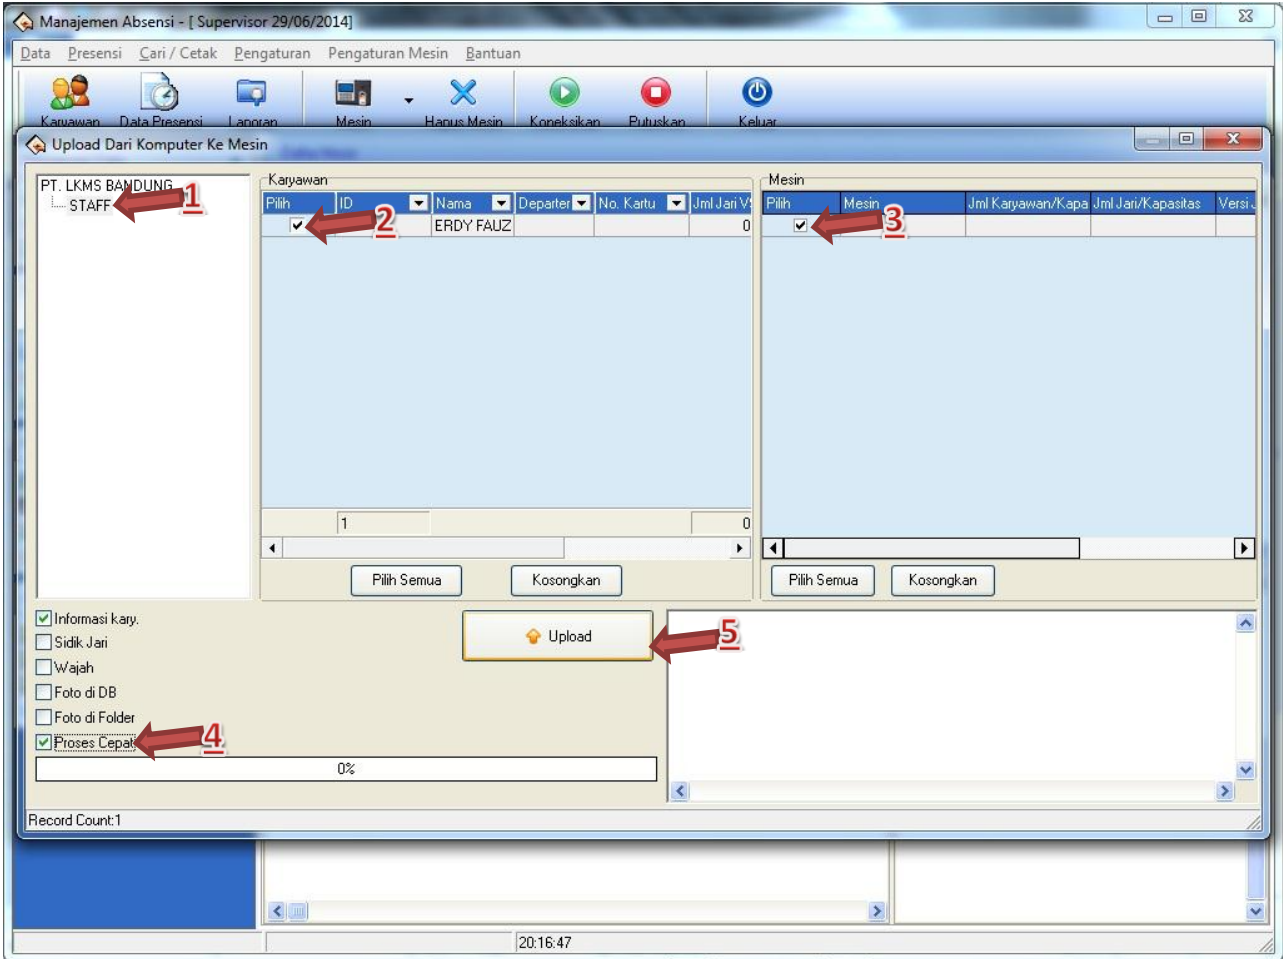 Manajemen Absensi - [ Supervisor 29/06/2014]
Data Presensi Cari / Cetak Pengaturan Pengaturan Mesin Bantuan
Karyawan Data Presensi Laporan Mesin Hapus Mesin Koneksikan Putuskan Keluar
Upload Dari Komputer Ke Mesin
PT. LKMS BANDUNG
STAFF
1
Karyawan
Pilih ID Nama Departer No. Kartu Jml Jari V
2
ERDY FAUZ 0
1 0
Pilih Semua Kosongkan
Mesin
Pilih Mesin Jml Karyawan/Kapa Jml Jari/Kapasitas Versi
3
Pilih Semua Kosongkan
Informasi kary.
Sidik Jari
Wajah
Foto di DB
Foto di Folder
Proses Cepat
4
Upload
5
0%
Record Count:1
20:16:47